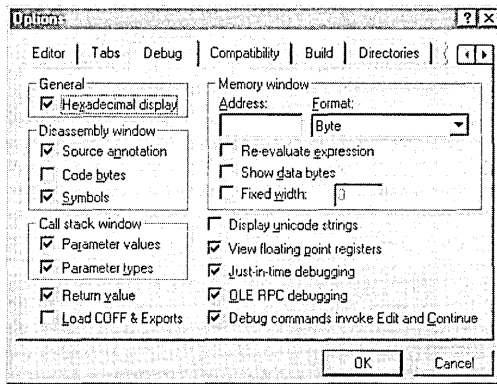 Options
Editor Tabs Debug Compatibility Build Directories
General
Hexadecimal display
Disassembly window
Source annotation
Code bytes
Symbols
Call stack window
Parameter values
Parameter types
Return value
Load COFF & Exports
Memory window
Address: Format:
Byte
Re-evaluate expression
Show data bytes
Fixed width: 0
Display unicode strings
View floating point registers
Just-in-time debugging
OLE RPC debugging
Debug commands invoke Edit and Continue
OK Cancel